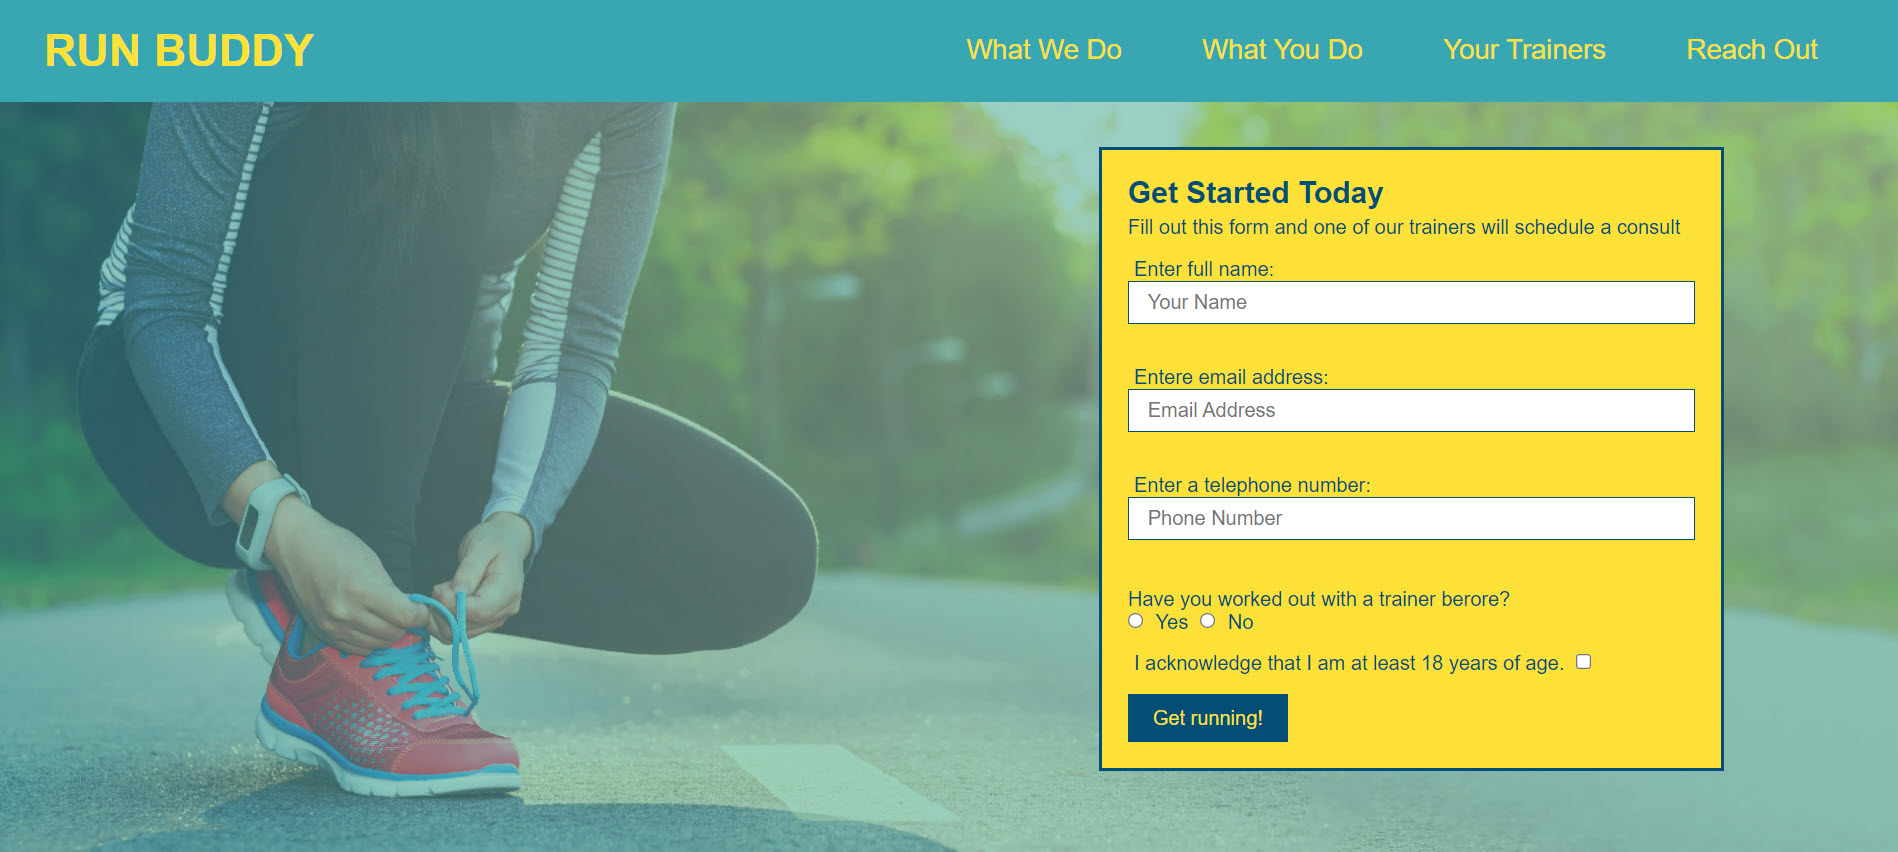 RUN BUDDY
What We Do
What You Do
Your Trainers
Reach Out
Get Started Today
Fill out this form and one of our trainers will schedule a consult
Enter full name:
Your Name
Entere email address:
Email Address
Enter a telephone number:
Phone Number
Have you worked out with a trainer berore?
Yes No
I acknowledge that I am at least 18 years of age.
Get running!